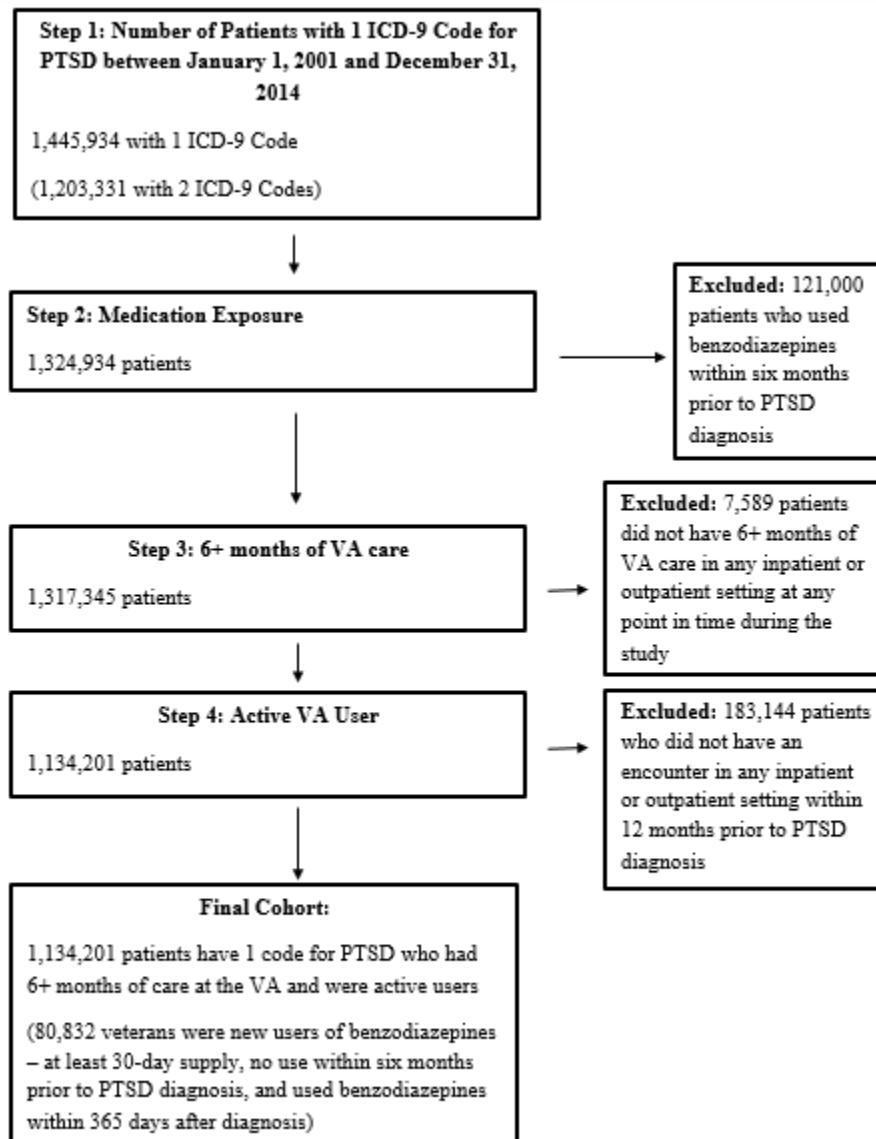 Step 1: Number of Patients with 1 ICD-9 Code for
PTSD between January 1, 2001 and December 31,
2014
1,445,934 with 1 ICD-9 Code
(1,203,331 with 2 ICD-9 Codes)
Step 2: Medication Exposure
1,324,934 patients
Excluded: 121,000
patients who used
benzodiazepines
within six months
prior to PTSD
diagnosis
Step 3: 6+ months of VA care
1,317,345 patients
Excluded: 7,589 patients
did not have 6+ months of
VA care in any inpatient or
outpatient setting at any
point in time during the
study
Step 4: Active VA User
1,134,201 patients
Excluded: 183,144 patients
who did not have an
encounter in any inpatient
or outpatient setting within
12 months prior to PTSD
diagnosis
Final Cohort:
1,134,201 patients have 1 code for PTSD who had
6+ months of care at the VA and were active users
(80,832 veterans were new users of benzodiazepines
– at least 30-day supply, no use within six months
prior to PTSD diagnosis, and used benzodiazepines
within 365 days after diagnosis)